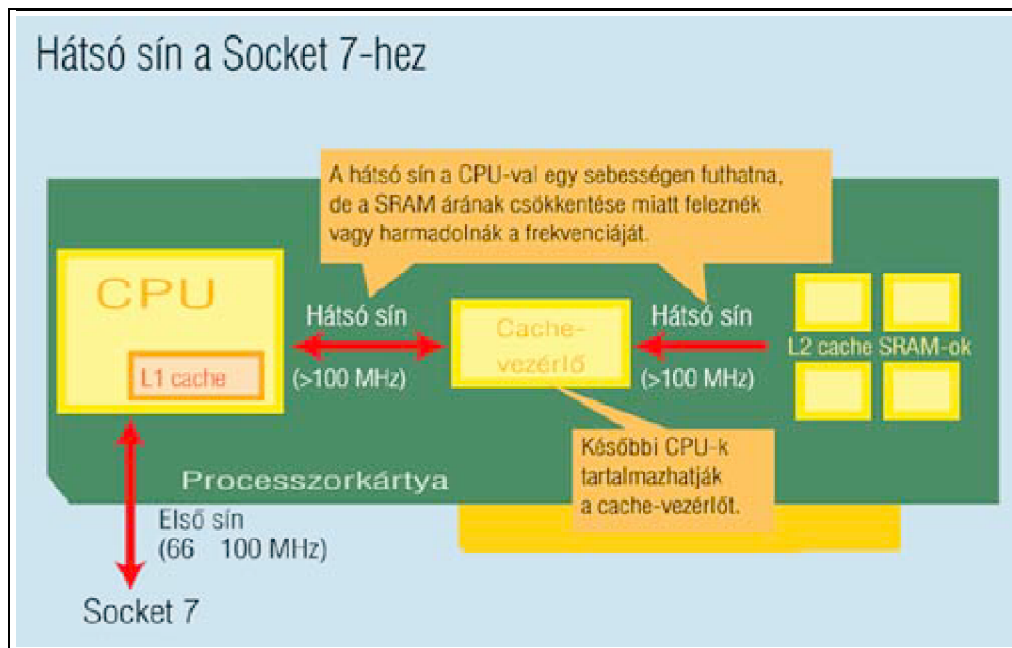 Hátsó sín a Socket 7-hez
A hátsó sín a CPU-val egy sebességen futhatna,
de a SRAM árának csökkentése miatt feleznék
vagy harmadolnák a frekvenciáját.
CPU
L1 cache
Hátsó sín
(>100 MHz)
Cache-
vezérlő
Hátsó sín
(>100 MHz)
L2 cache SRAM-ok
Későbbi CPU-k
tartalmazhatják
a cache-vezérlőt.
Processzorkártya
Első sín
(66 100 MHz)
Socket 7